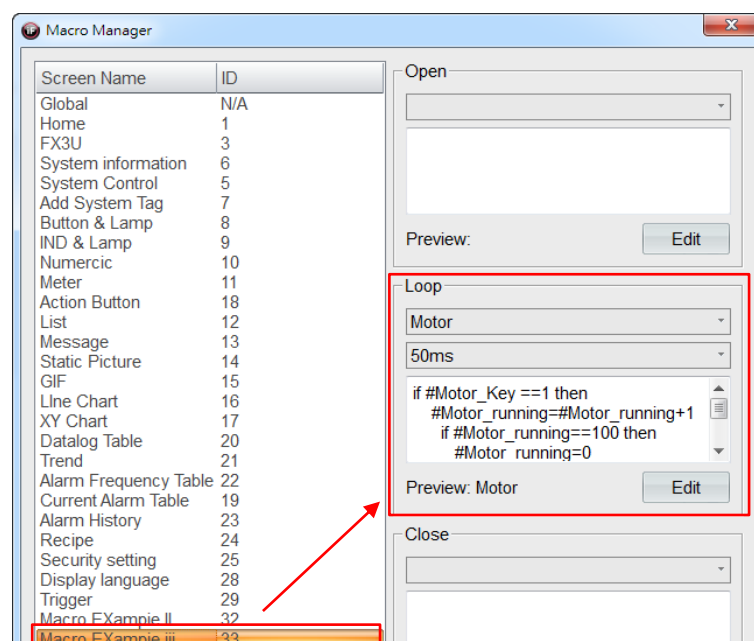 Macro Manager
Screen Name ID
Global N/A
Home 1
FX3U 3
System information 6
System Control 5
Add System Tag 7
Button & Lamp 8
IND & Lamp 9
Numercic 10
Meter 11
Action Button 18
List 12
Message 13
Static Picture 14
GIF 15
LIne Chart 16
XY Chart 17
Datalog Table 20
Trend 21
Alarm Frequency Table 22
Current Alarm Table 19
Alarm History 23
Recipe 24
Security setting 25
Display language 28
Trigger 29
Macro EXampie II 32
Macro EXampie iii 33
Open
Preview:
Edit
Loop
Motor
50ms
if #Motor_Key ==1 then
#Motor_running=#Motor_running+1
if #Motor_running==100 then
#Motor_running=0
Preview: Motor
Edit
Close